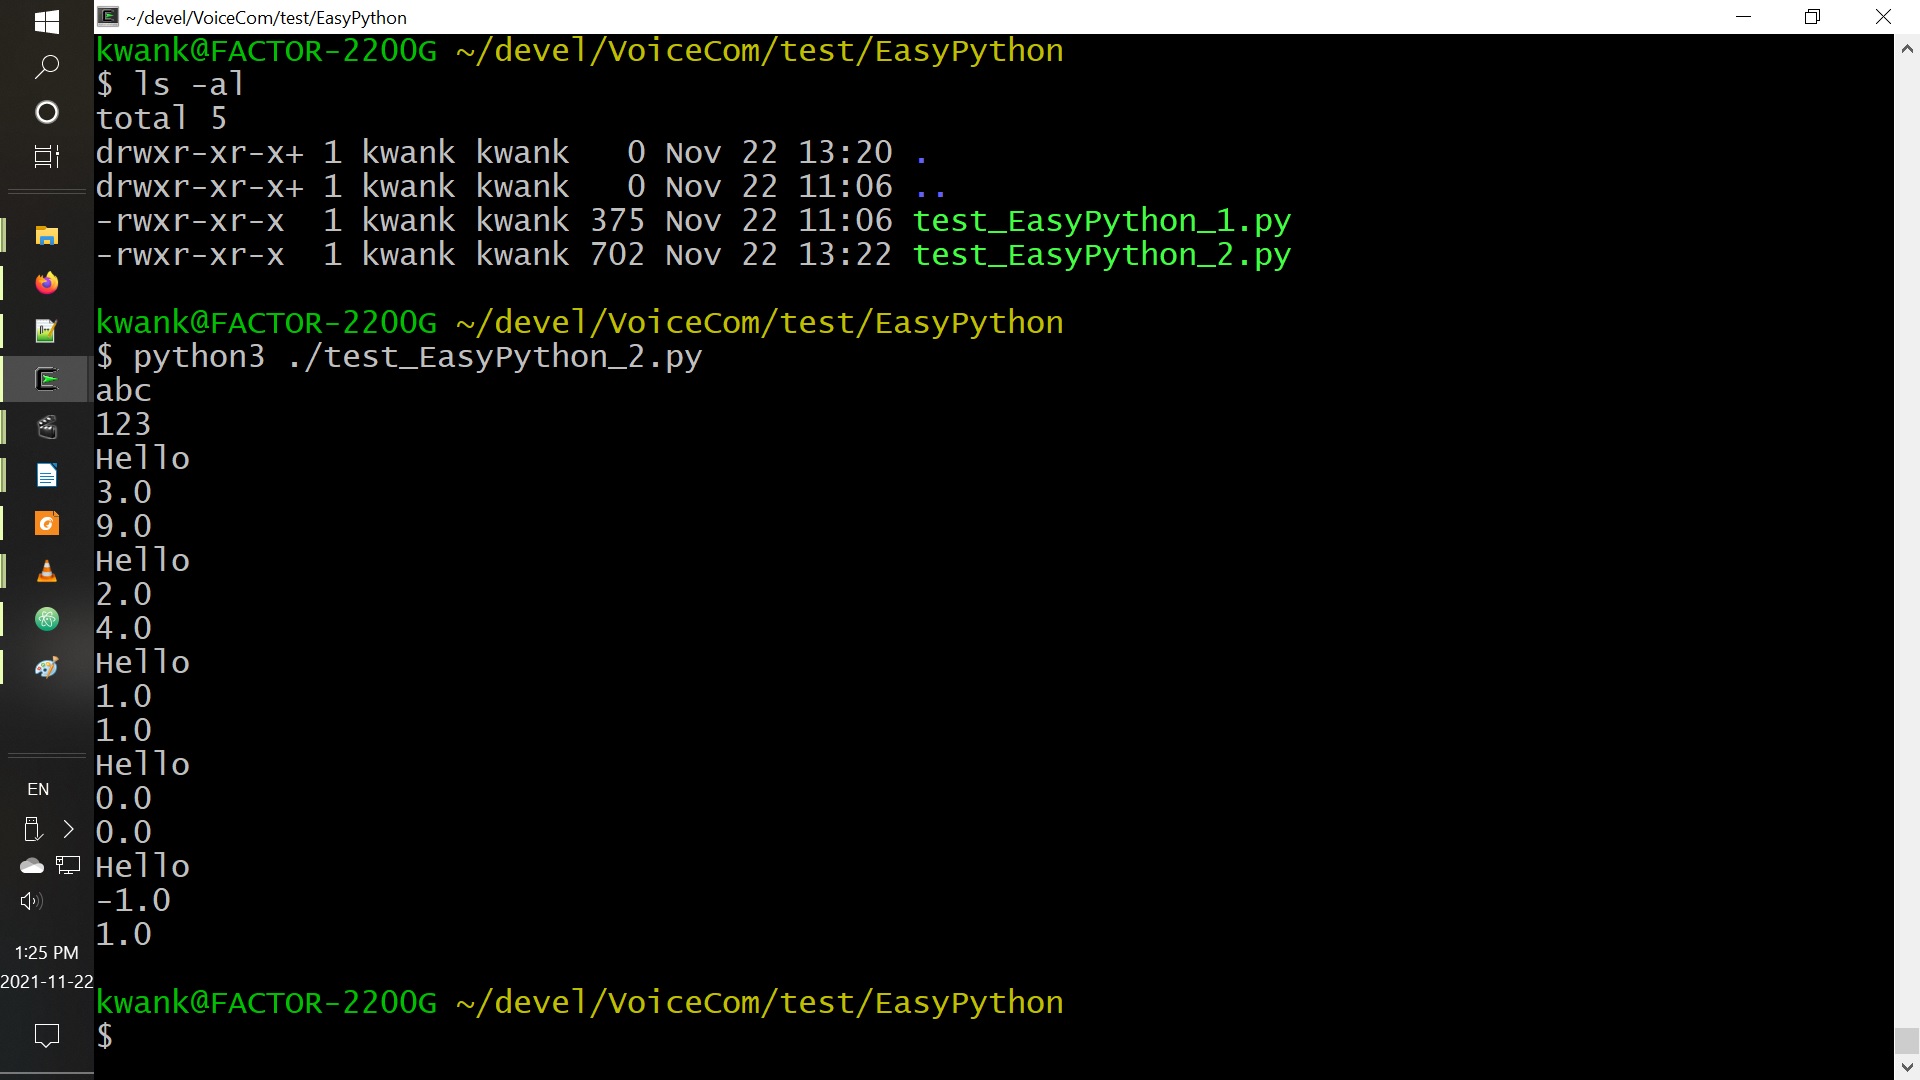 ~/devel/VoiceCom/test/EasyPython
kwank@FACTOR-2200G ~/devel/VoiceCom/test/EasyPython
$ ls -al
total 5
drwxr-xr-x+ 1 kwank kwank   0 Nov 22 13:20 .
drwxr-xr-x+ 1 kwank kwank   0 Nov 22 11:06 ..
-rwxr-xr-x  1 kwank kwank 375 Nov 22 11:06 test_EasyPython_1.py
-rwxr-xr-x  1 kwank kwank 702 Nov 22 13:22 test_EasyPython_2.py
kwank@FACTOR-2200G ~/devel/VoiceCom/test/EasyPython
$ python3 ./test_EasyPython_2.py
abc
123
Hello
3.0
9.0
Hello
2.0
4.0
Hello
1.0
1.0
Hello
0.0
0.0
Hello
-1.0
1.0
kwank@FACTOR-2200G ~/devel/VoiceCom/test/EasyPython
$
EN
1:25 PM
2021-11-22